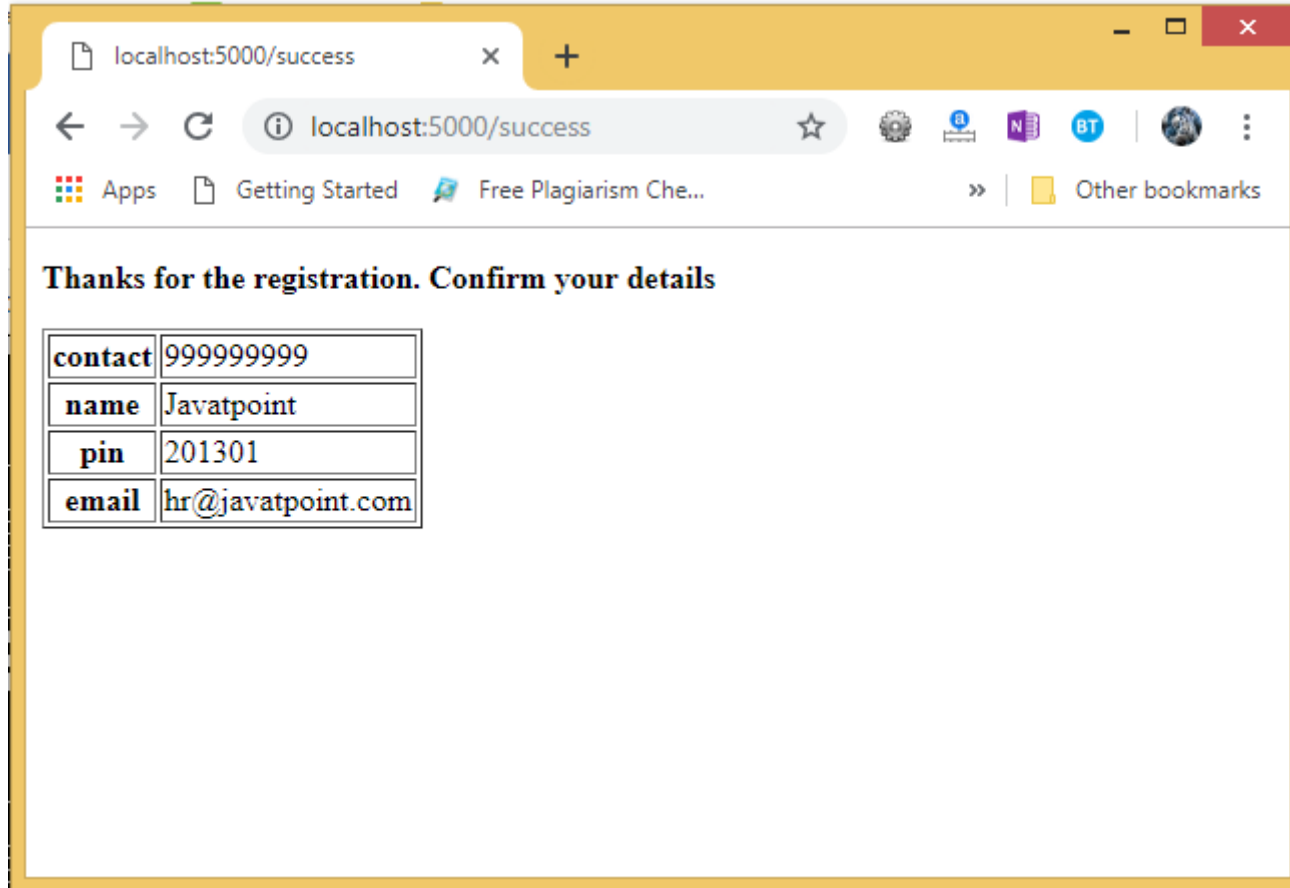 localhost:5000/success
localhost:5000/success
a
N
BT
Apps Getting Started Free Plagiarism Che... » Other bookmarks
Thanks for the registration. Confirm your details
contact 999999999
name Javatpoint
pin 201301
email hr@javatpoint.com